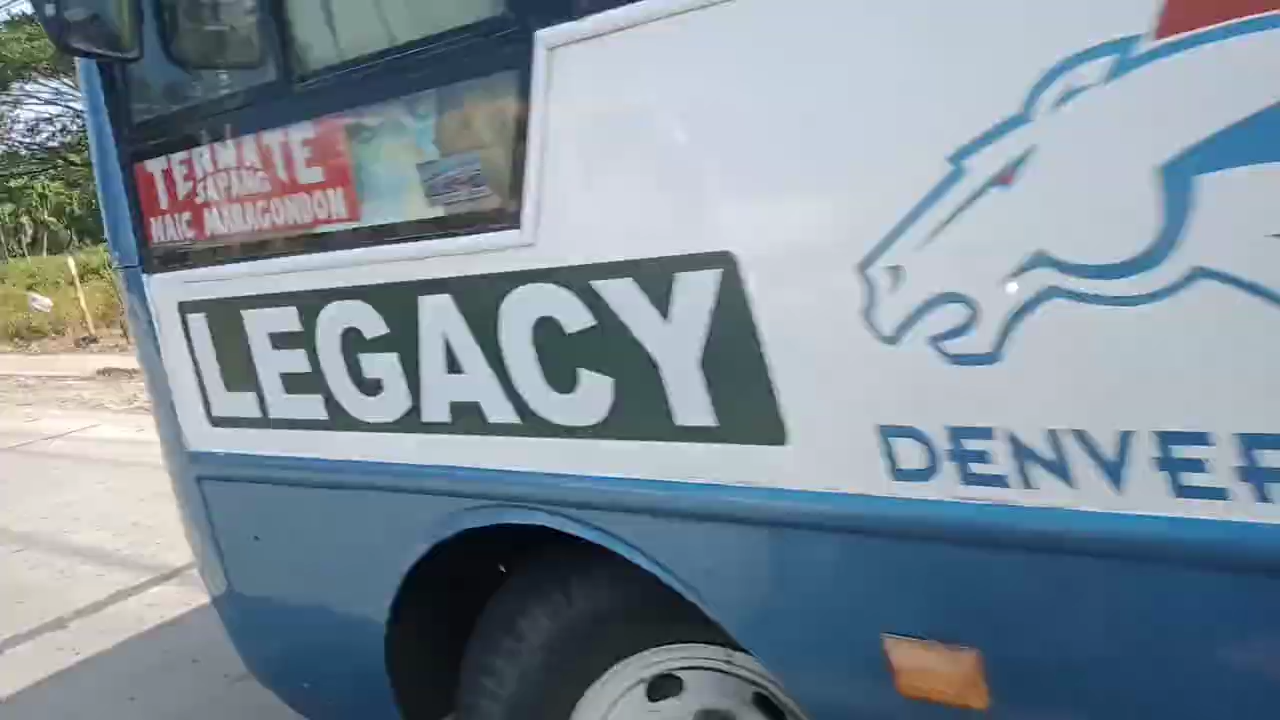 TERNATE
SAPANG
NAIC MARAGONDON
LEGACY
DENVER